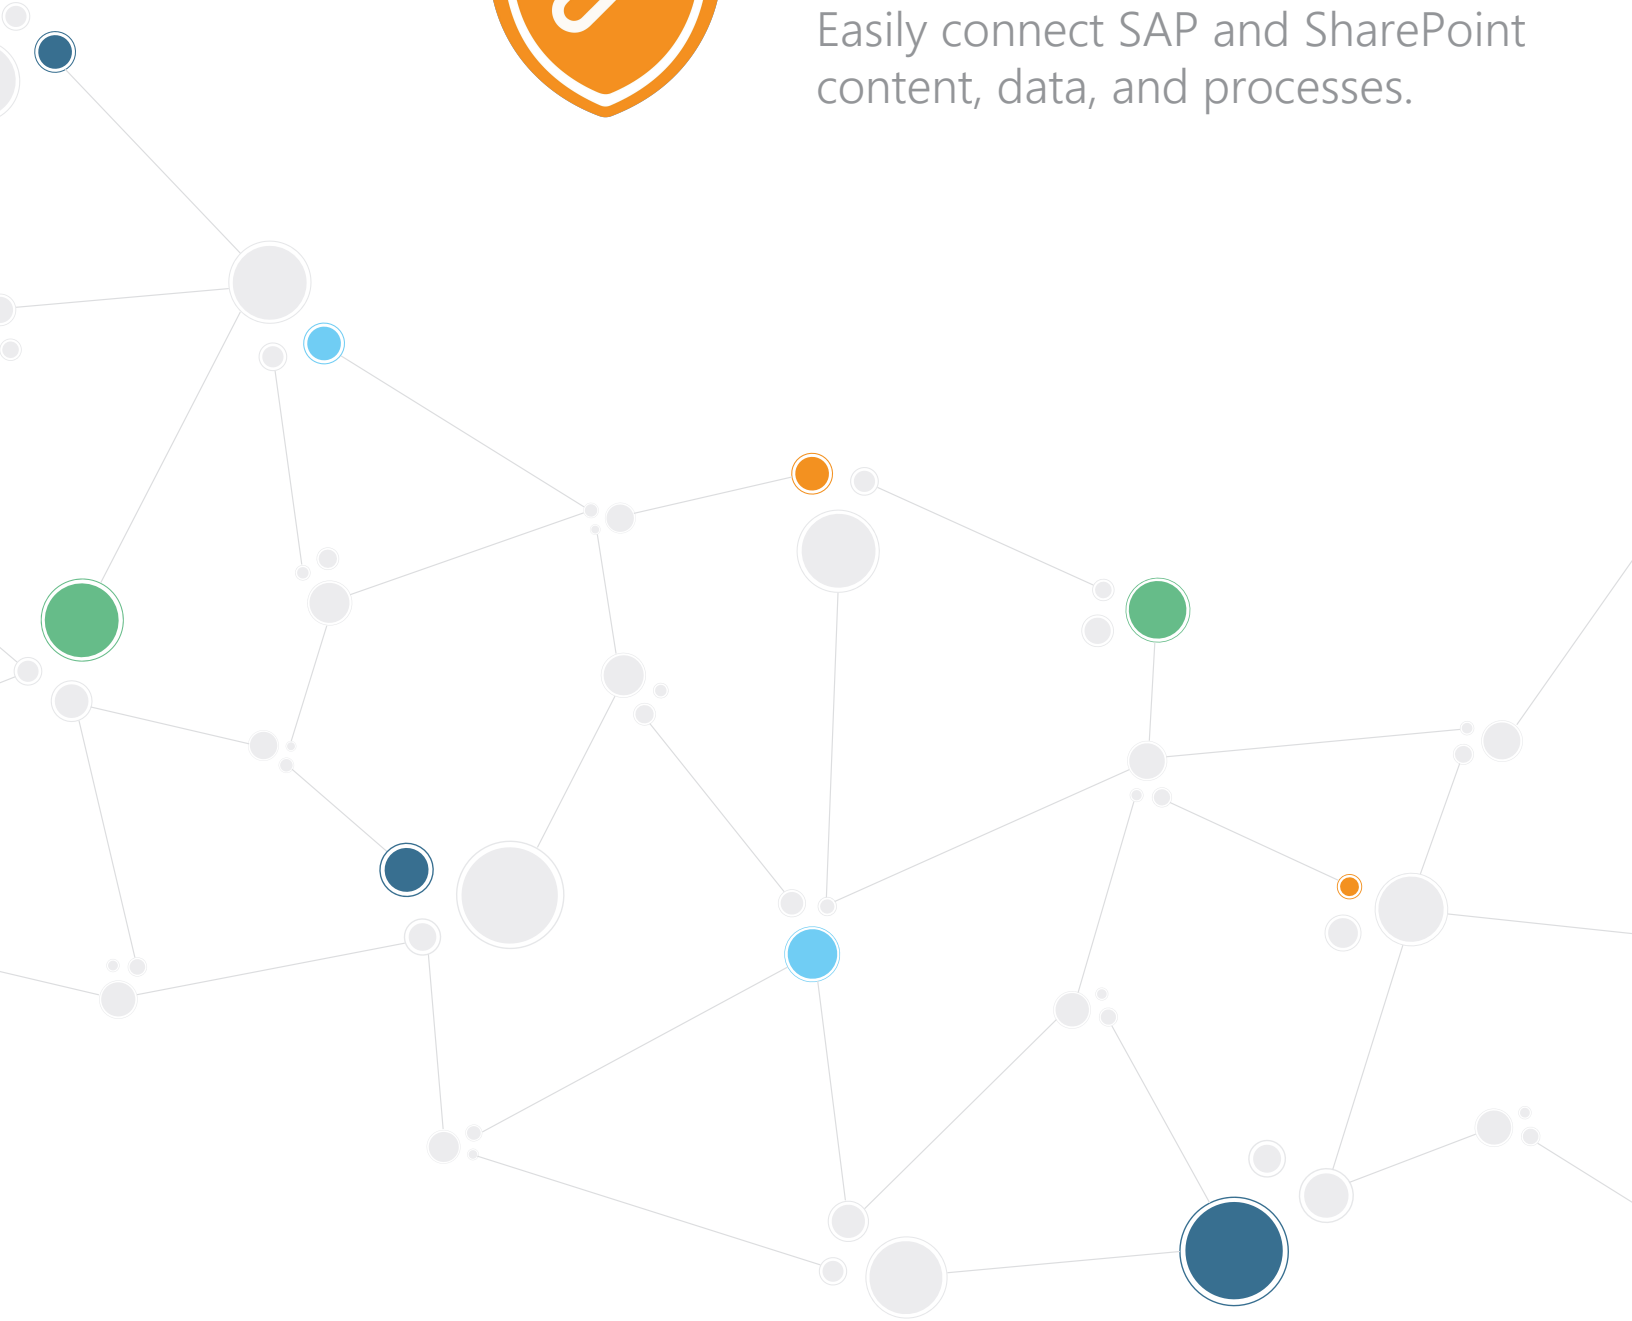 Easily connect SAP and SharePoint
content, data, and processes.